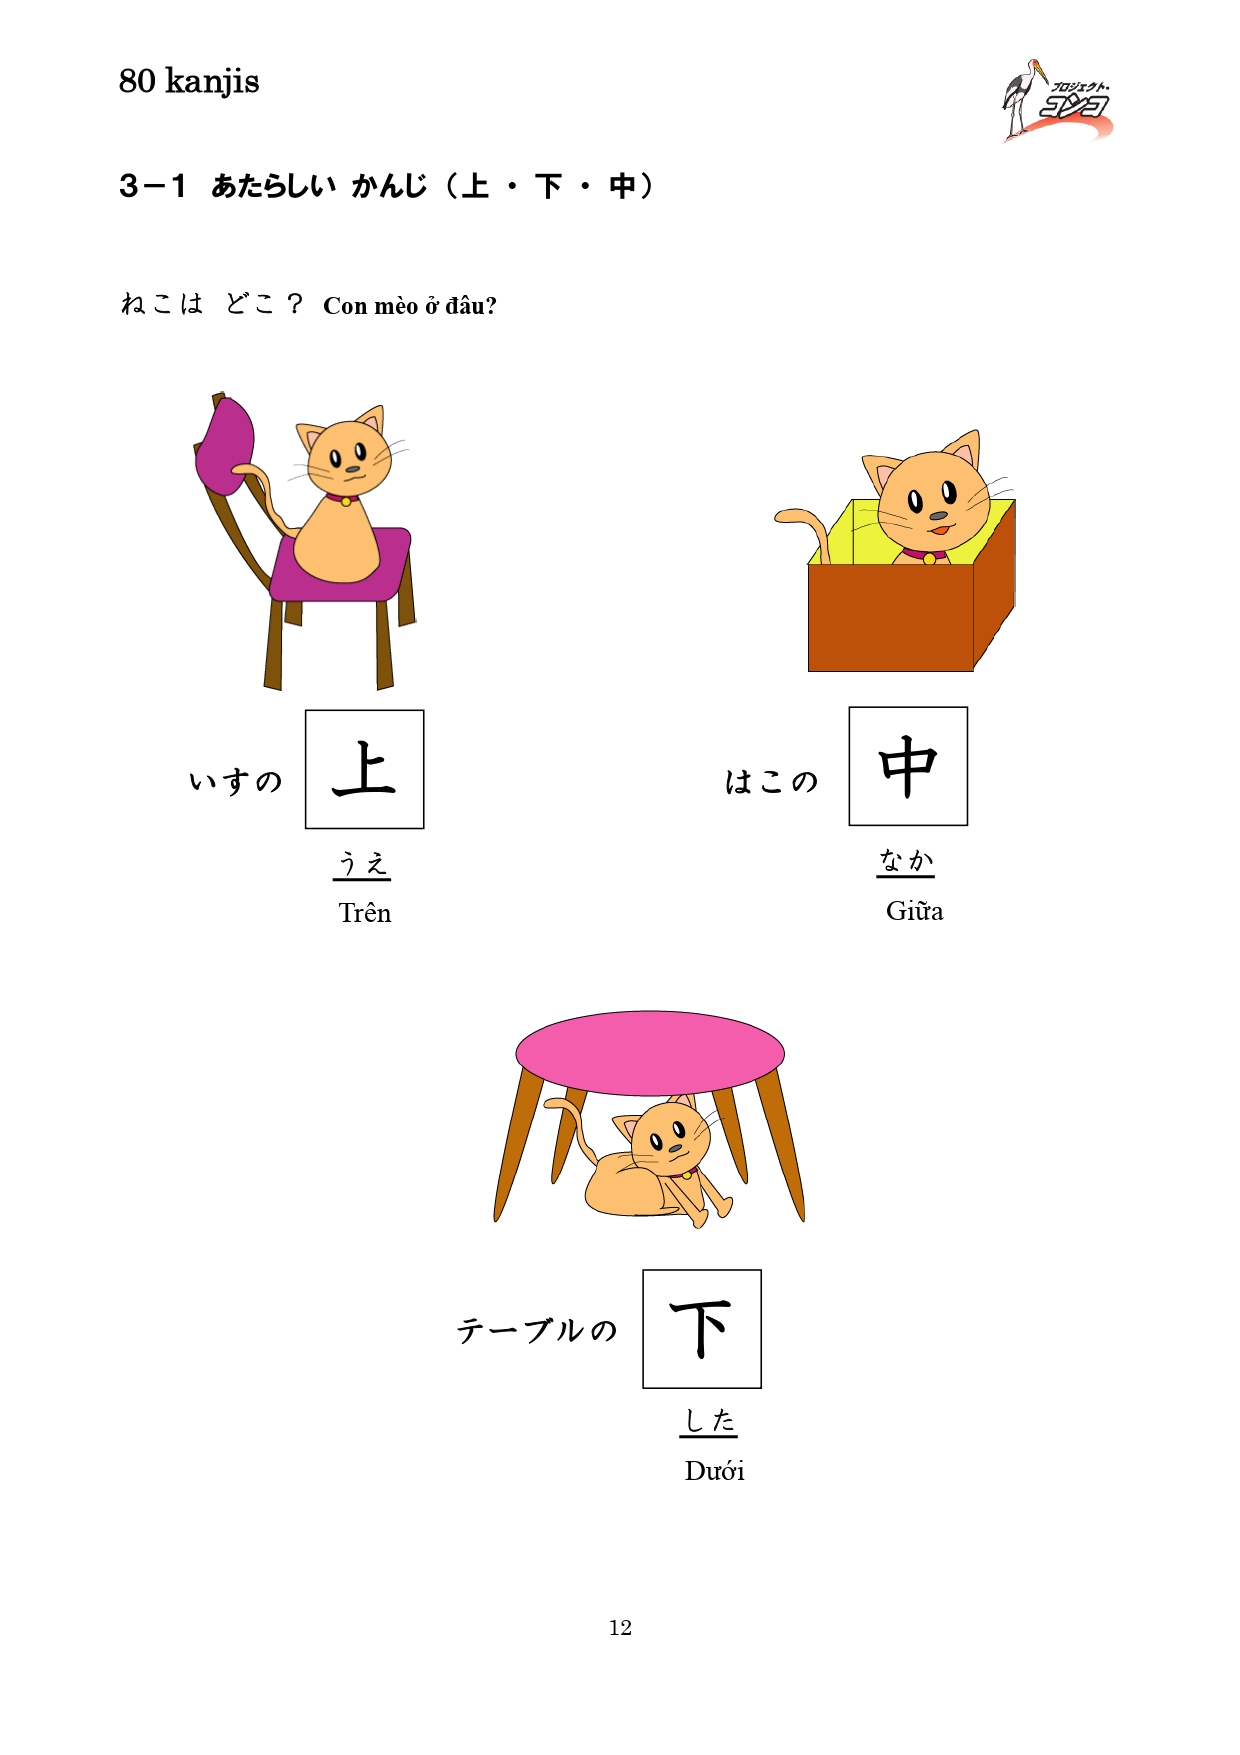 80 kanjis
プロジェクト・
コンコ
3－1　あたらしい かんじ（上 ・ 下 ・ 中）
ねこは　どこ？ Con mèo ở đâu?
いすの 上
うえ
Trên
はこの 中
なか
Giữa
テーブルの 下
した
Dưới
12